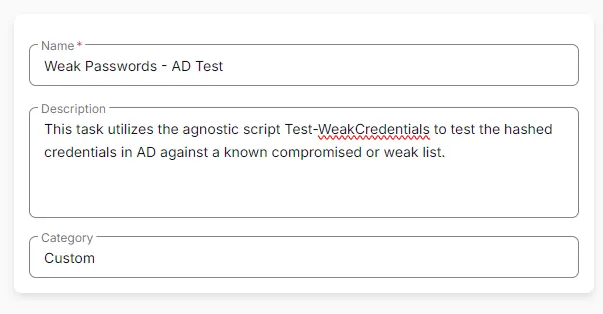 Name *
Weak Passwords - AD Test
Description
This task utilizes the agnostic script Test-WeakCredentials to test the hashed
credentials in AD against a known compromised or weak list.
Category
Custom